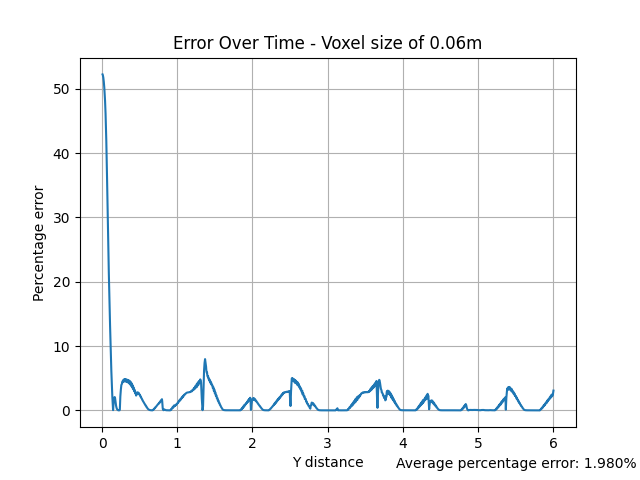 Error Over Time - Voxel size of 0.06m
Percentage error
50
40
30
20
10
0
0 1 2 3 4 5 6
Y distance
Average percentage error: 1.980%